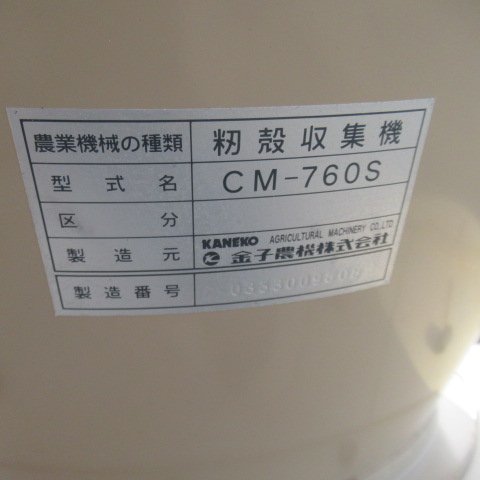 農業機械の種類 籾殻収集機
型式名 CM-760S
区分
製造元 KANEKO AGRICULTURAL MACHINERY CO.,LTD.
金子農機株式会社
製造番号